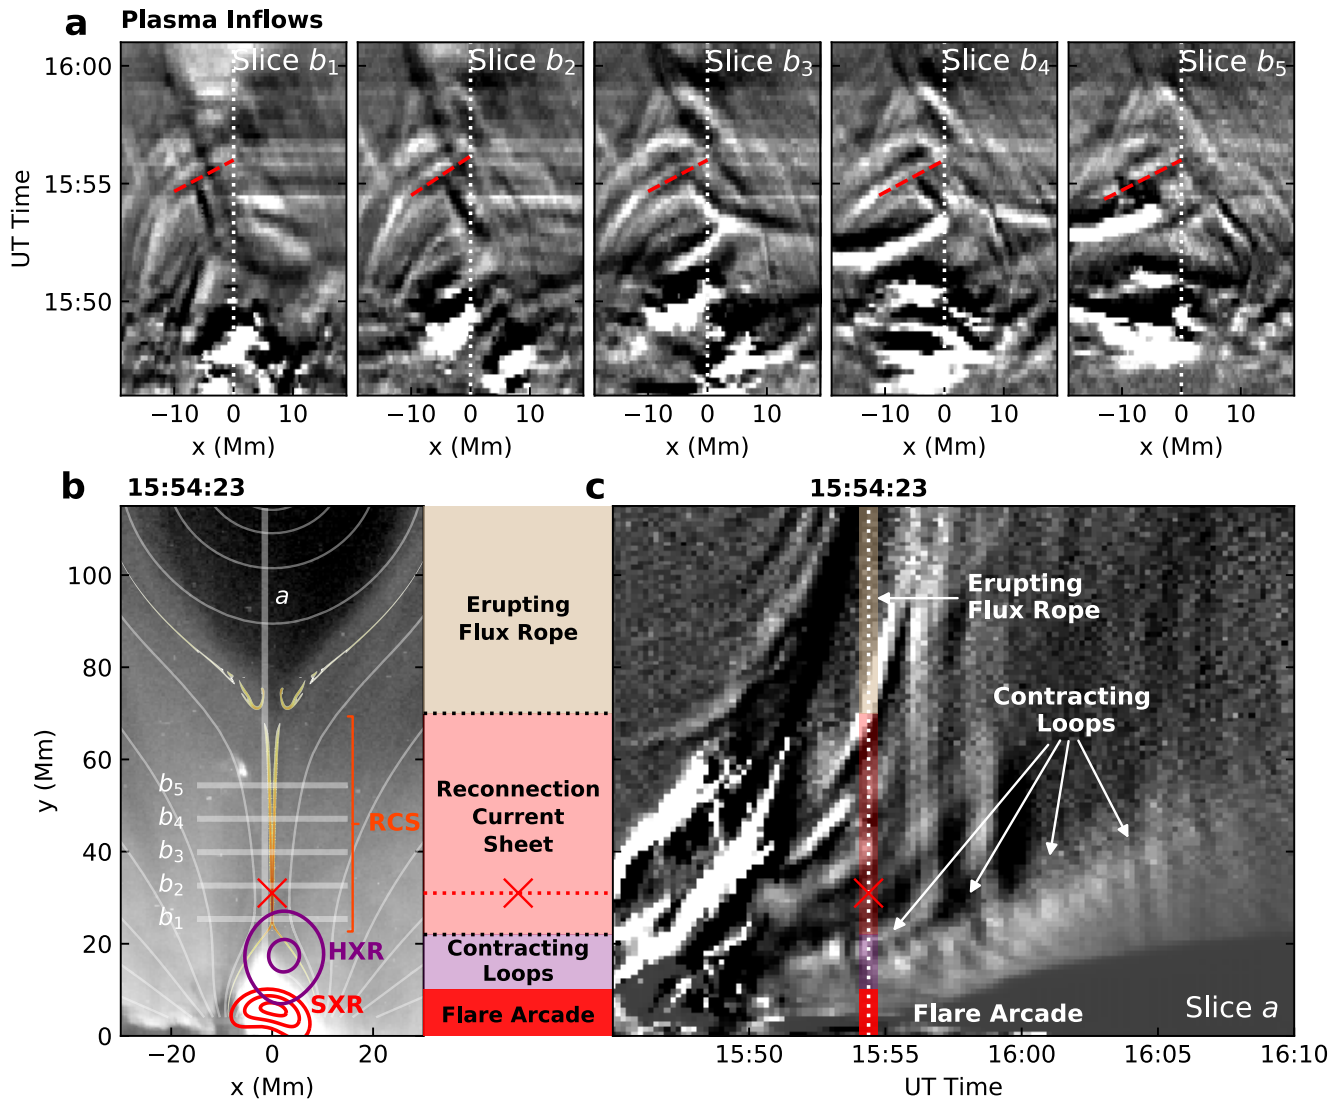 a Plasma Inflows
Slice b₁ Slice b₂ Slice b₃ Slice b₄ Slice b₅
16:00
15:55
15:50
UT Time
−10 0 10 −10 0 10 −10 0 10 −10 0 10 −10 0 10
x (Mm) x (Mm) x (Mm) x (Mm) x (Mm)
b 15:54:23
100
80
60
40
20
0
y (Mm)
a
b₅
b₄
b₃
b₂
b₁
RCS
HXR
SXR
−20 0 20
x (Mm)
Erupting
Flux Rope
Reconnection
Current
Sheet
Contracting
Loops
Flare Arcade
c 15:54:23
Erupting
Flux Rope
Contracting
Loops
Flare Arcade
Slice a
15:50 15:55 16:00 16:05 16:10
UT Time